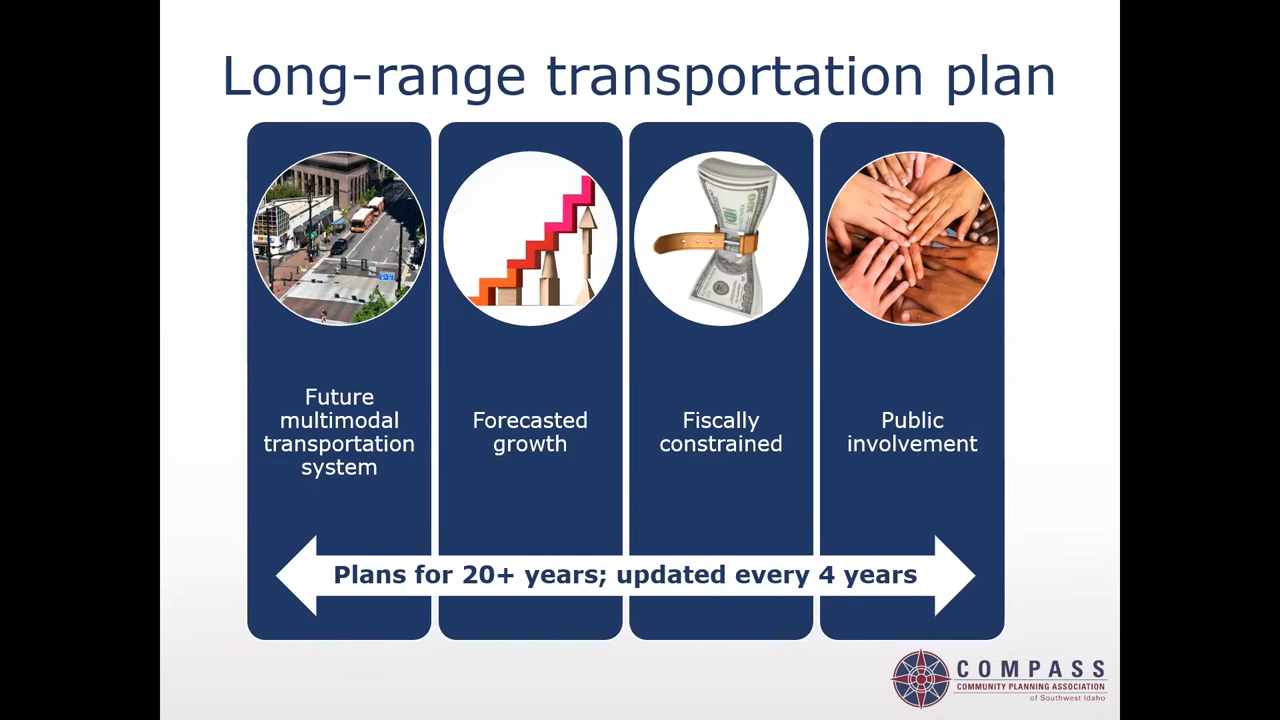 Long-range transportation plan
Future
multimodal
transportation
system
Forecasted
growth
Fiscally
constrained
Public
involvement
Plans for 20+ years; updated every 4 years
COMPASS
COMMUNITY PLANNING ASSOCIATION
of Southwest Idaho